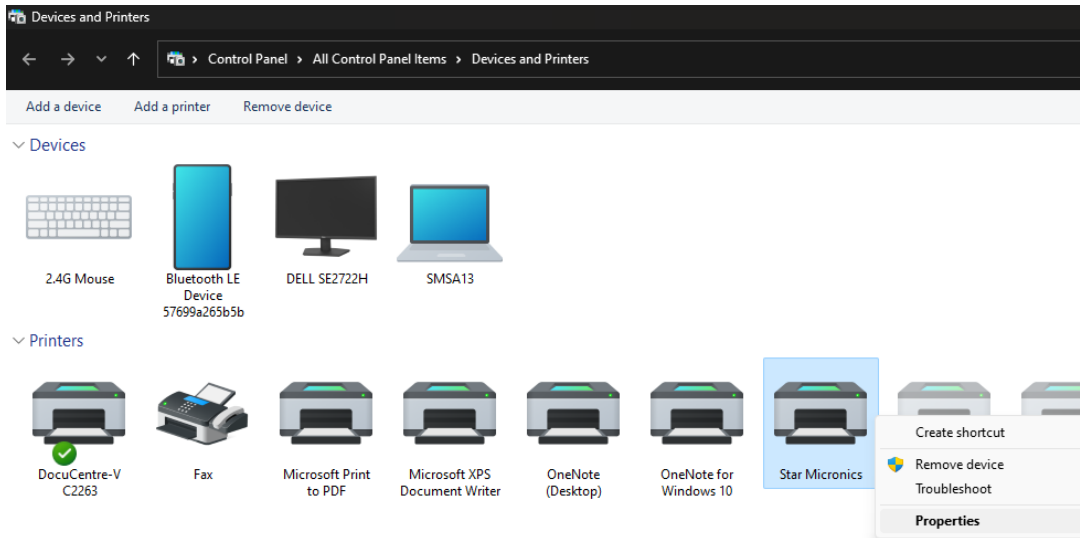 Devices and Printers
Control Panel > All Control Panel Items > Devices and Printers
Add a device Add a printer Remove device
Devices
2.4G Mouse
Bluetooth LE
Device
57699a265b5b
DELL SE2722H
SMSA13
Printers
DocuCentre-V
C2263
Fax
Microsoft Print
to PDF
Microsoft XPS
Document Writer
OneNote
(Desktop)
OneNote for
Windows 10
Star Micronics
Create shortcut
Remove device
Troubleshoot
Properties